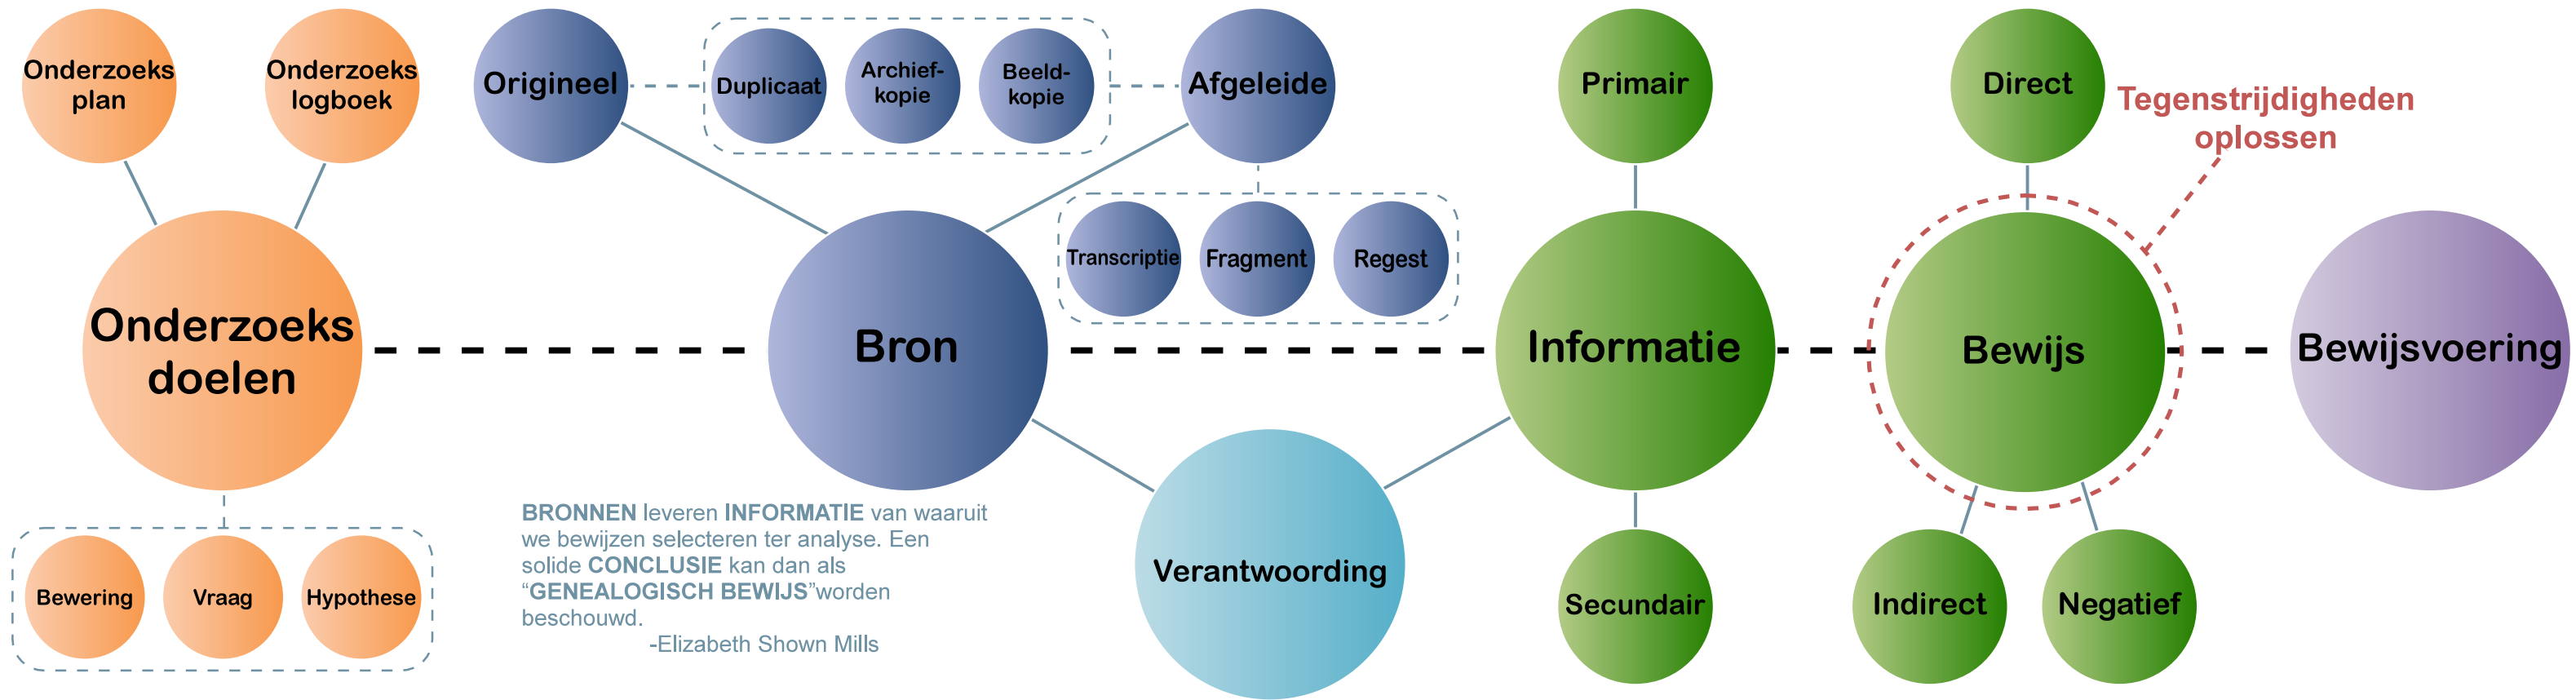 Onderzoeks
plan
Onderzoeks
logboek
Origineel
Duplicaat
Archief-
kopie
Beeld-
kopie
Afgeleide
Primair
Direct
Tegenstrijdigheden
oplossen
Transcriptie
Fragment
Regest
Onderzoeks
doelen
Bron
Informatie
Bewijs
Bewijsvoering
Verantwoording
Bewering
Vraag
Hypothese
BRONNEN leveren INFORMATIE van waaruit
we bewijzen selecteren ter analyse. Een
solide CONCLUSIE kan dan als
“GENEALOGISCH BEWIJS”worden
beschouwd.
-Elizabeth Shown Mills
Secundair
Indirect
Negatief